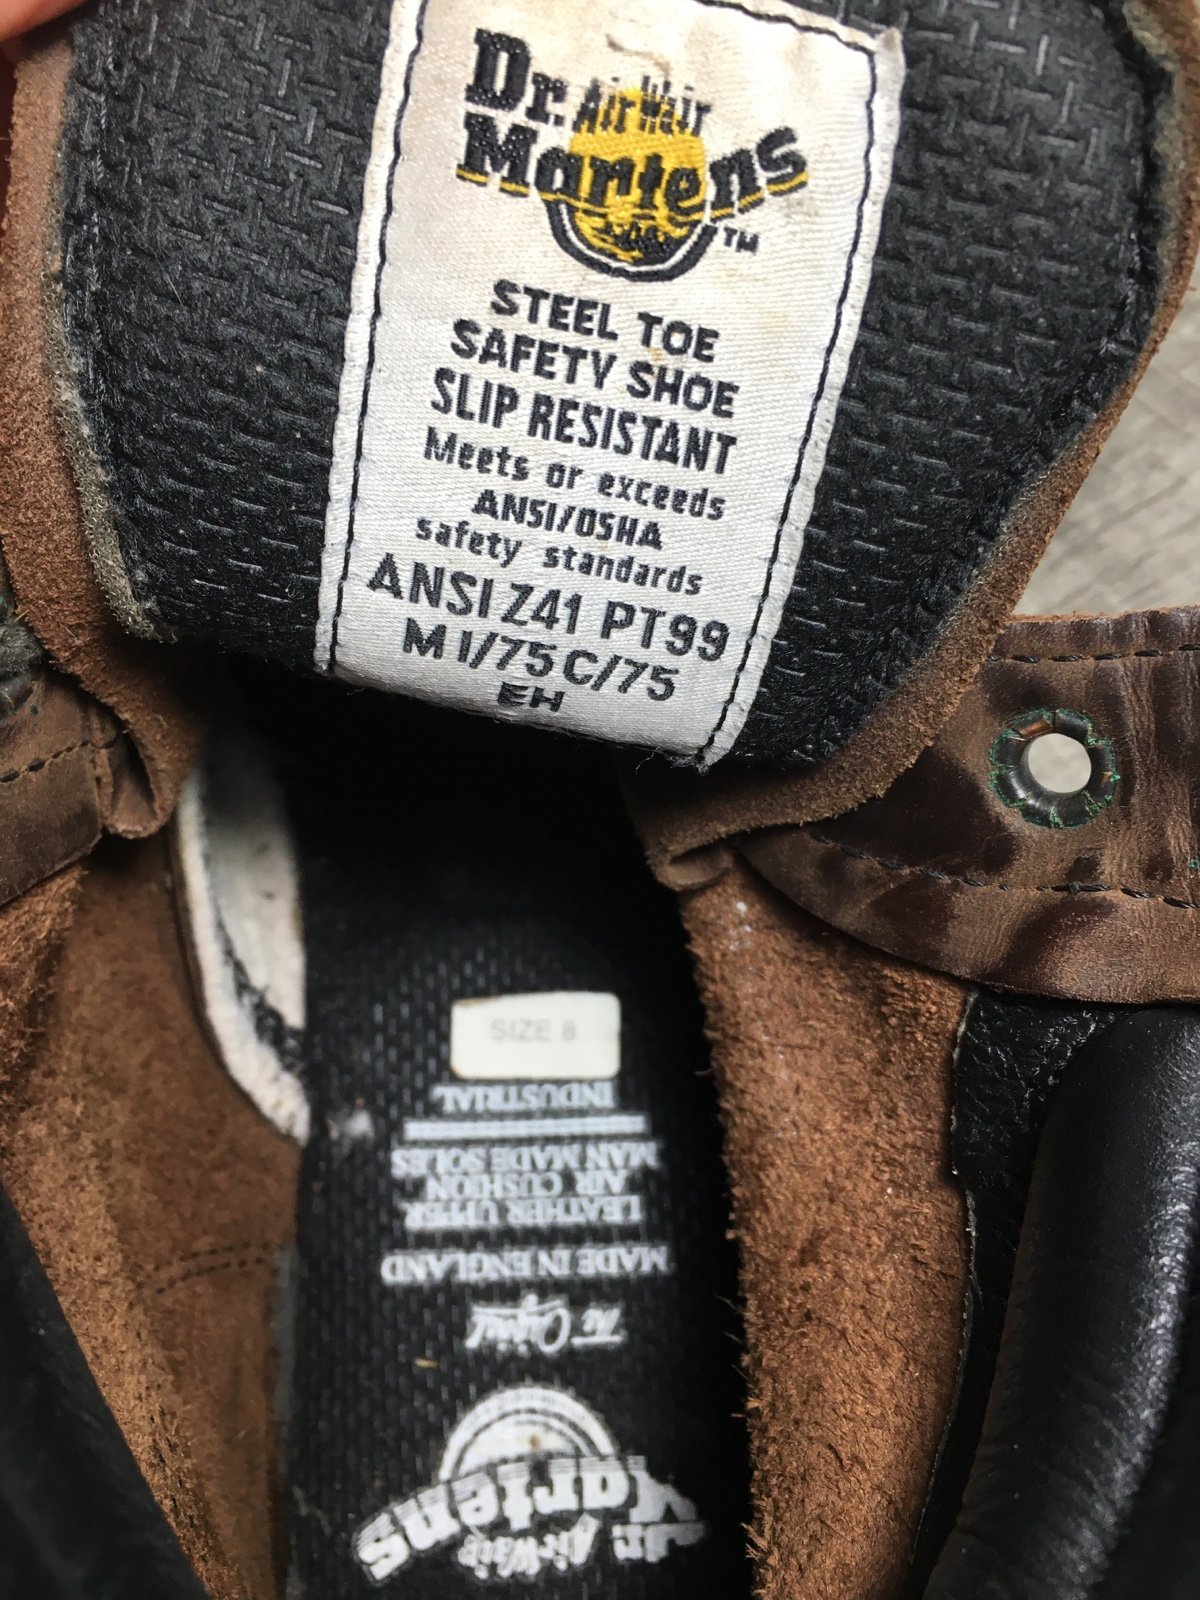 Dr. AirWair
Martens
TM
STEEL TOE
SAFETY SHOE
SLIP RESISTANT
Meets or exceeds
ANSI/OSHA
safety standards
ANSI Z41 PT99
M I/75 C/75
EH
SIZE 8
Dr. AirWair
Martens
The Original
MADE IN ENGLAND
LEATHER UPPER
AIR CUSHION
MAN MADE SOLES
INDUSTRIAL